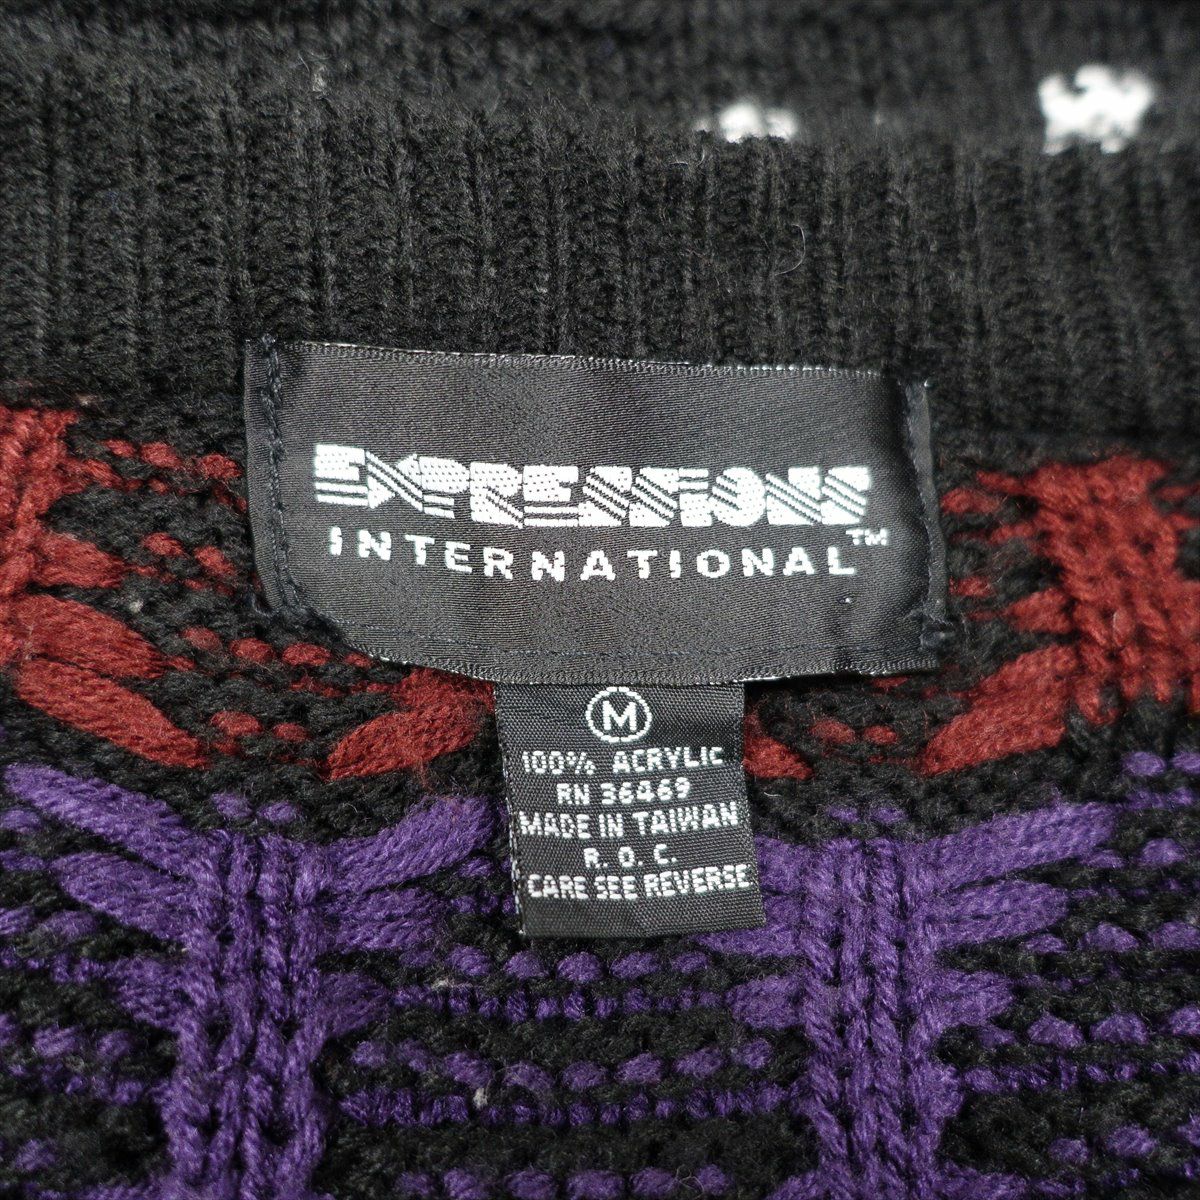 EXPRESSIONS
INTERNATIONAL™
M
100% ACRYLIC
RN 36469
MADE IN TAIWAN
R. O. C.
CARE SEE REVERSE